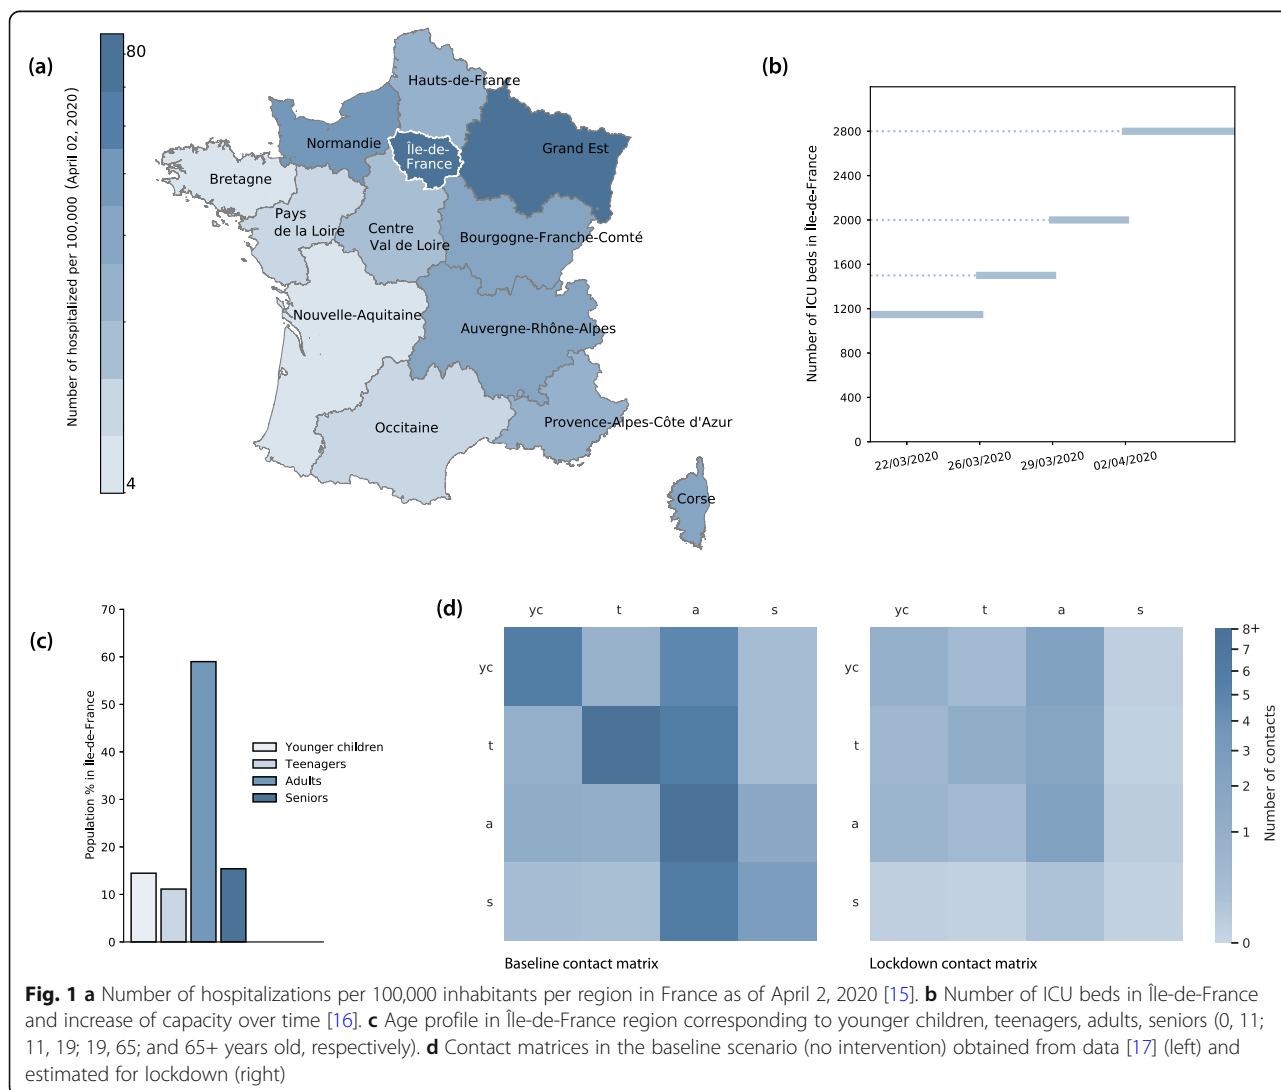 (a)
80
4
Number of hospitalized per 100,000 (April 02, 2020)
Hauts-de-France
Normandie
Île-de-
France
Grand Est
Bretagne
Pays
de la Loire
Centre
Val de Loire
Bourgogne-Franche-Comté
Nouvelle-Aquitaine
Auvergne-Rhône-Alpes
Occitaine
Provence-Alpes-Côte d'Azur
Corse
(b)
Number of ICU beds in Île-de-France
2800
2400
2000
1600
1200
800
400
0
22/03/2020 26/03/2020 29/03/2020 02/04/2020
(c)
Population % in Île-de-France
70
60
50
40
30
20
10
0
Younger children
Teenagers
Adults
Seniors
(d)
yc t a s
yc
t
a
s
Baseline contact matrix
yc t a s
yc
t
a
s
Lockdown contact matrix
8+
7
6
5
4
3
2
1
0
Number of contacts
Fig. 1 a Number of hospitalizations per 100,000 inhabitants per region in France as of April 2, 2020 [15]. b Number of ICU beds in Île-de-France
and increase of capacity over time [16]. c Age profile in Île-de-France region corresponding to younger children, teenagers, adults, seniors (0, 11;
11, 19; 19, 65; and 65+ years old, respectively). d Contact matrices in the baseline scenario (no intervention) obtained from data [17] (left) and
estimated for lockdown (right)